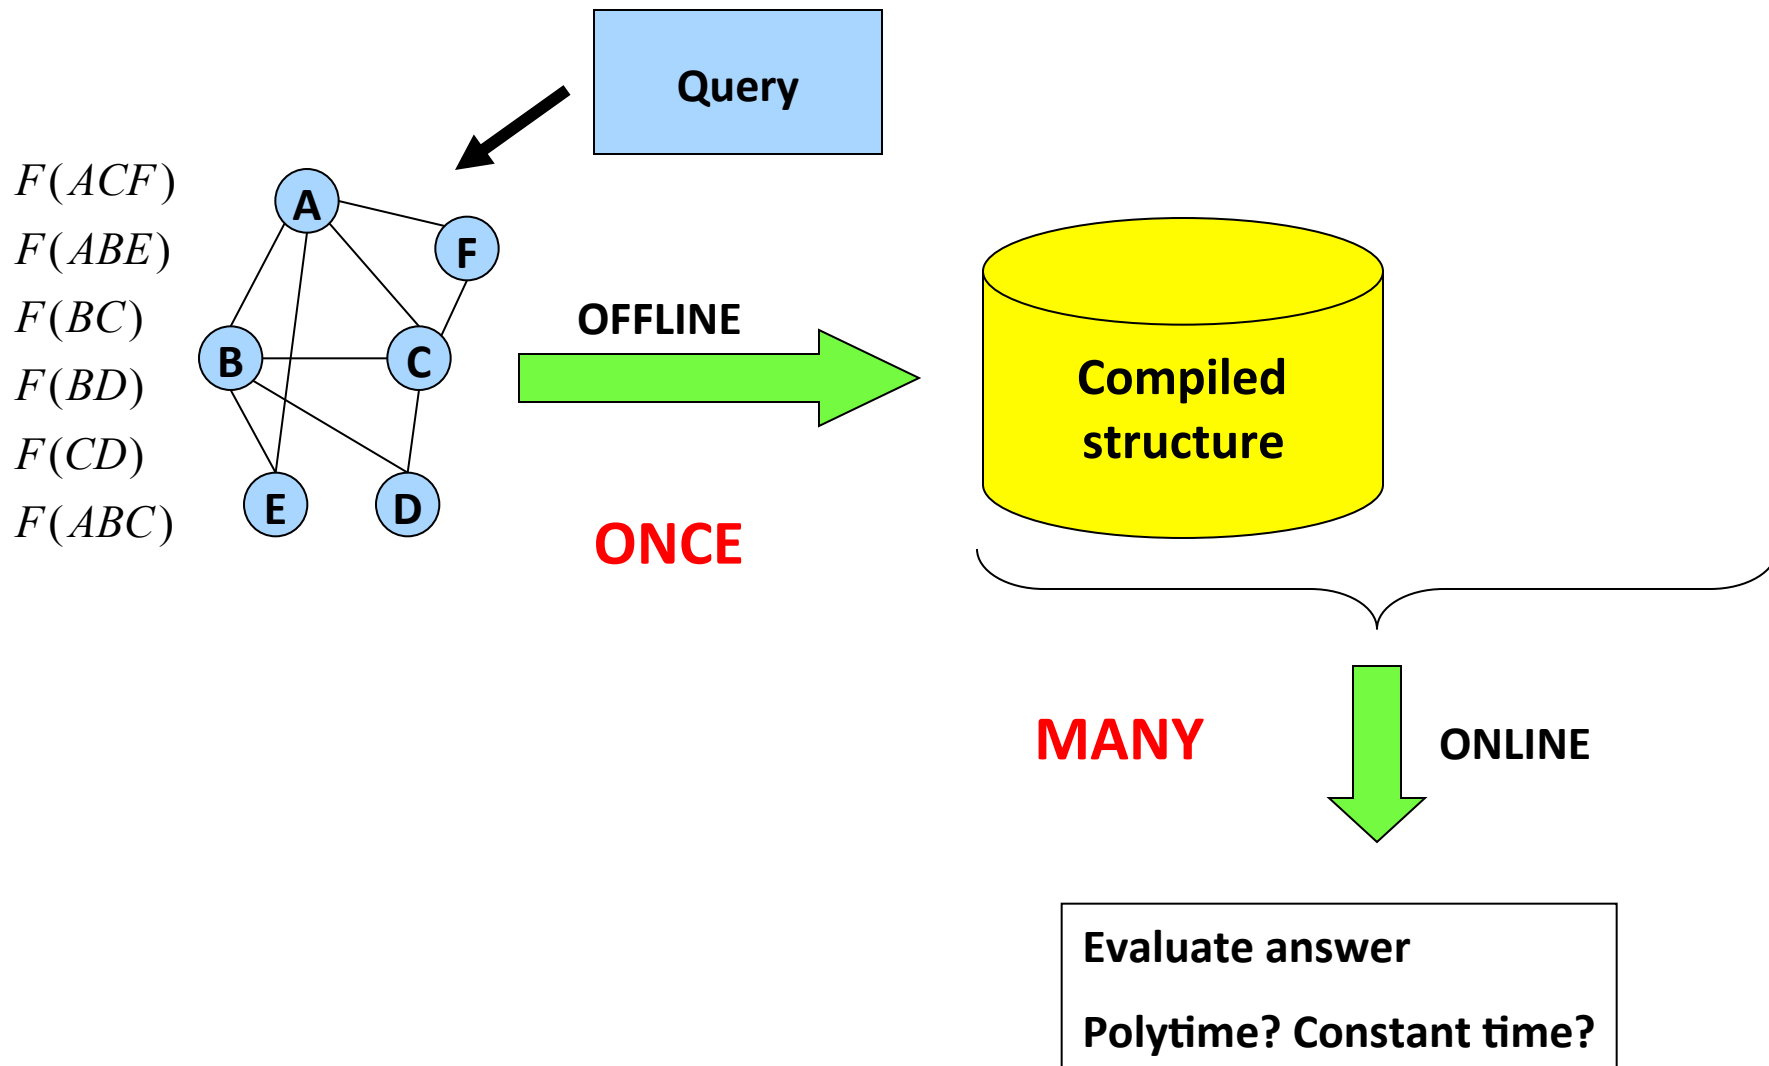 Query
F(ACF)
F(ABE)
F(BC)
F(BD)
F(CD)
F(ABC)
A
F
B
C
E
D
OFFLINE
ONCE
Compiled
structure
MANY
ONLINE
Evaluate answer
Polytime? Constant time?